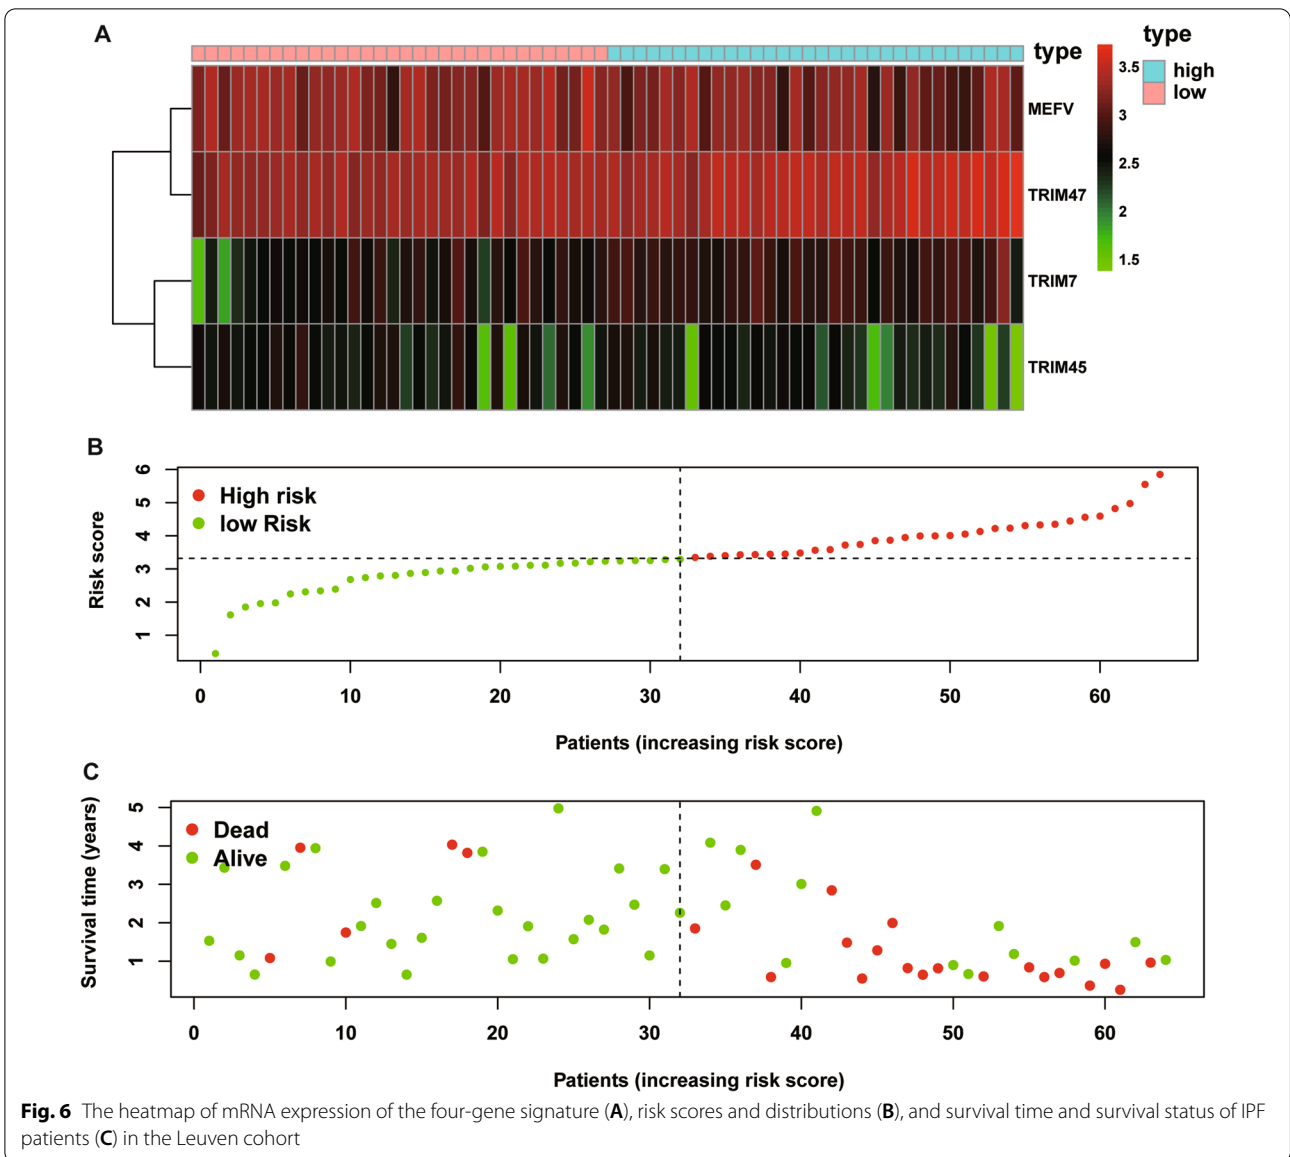 A
type
MEFV
TRIM47
TRIM7
TRIM45
3.5
3
2.5
2
1.5
type
high
low
B
Risk score
6
5
4
3
2
1
High risk
low Risk
0 10 20 30 40 50 60
Patients (increasing risk score)
C
Survival time (years)
5
4
3
2
1
Dead
Alive
0 10 20 30 40 50 60
Patients (increasing risk score)
Fig. 6 The heatmap of mRNA expression of the four-gene signature (A), risk scores and distributions (B), and survival time and survival status of IPF
patients (C) in the Leuven cohort